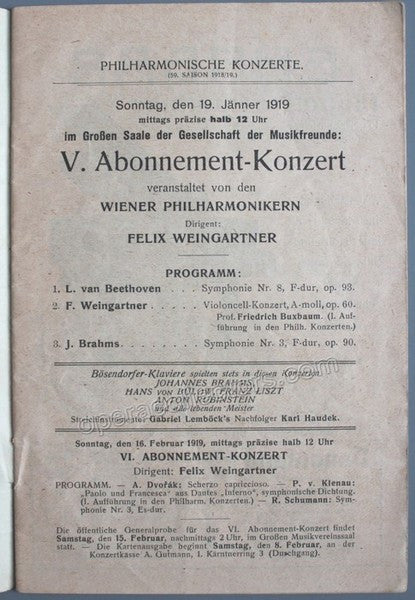 PHILHARMONISCHE KONZERTE.
(59. SAISON 1918/19.)
Sonntag, den 19. Jänner 1919
mittags präzise halb 12 Uhr
im Großen Saale der Gesellschaft der Musikfreunde:
V. Abonnement-Konzert
veranstaltet von den
WIENER PHILHARMONIKERN
Dirigent:
FELIX WEINGARTNER
PROGRAMM:
1. L. van Beethoven . . . . Symphonie Nr. 8, F-dur, op. 93.
2. F. Weingartner . . . . . Violoncell-Konzert, A-moll, op. 60.
Prof. Friedrich Buxbaum. (I. Auf-
führung in den Philh. Konzerten.)
3. J. Brahms . . . . . . . Symphonie Nr. 3, F-dur, op. 90.
Bösendorfer-Klaviere spielten stets in diesen Konzerten
JOHANNES BRAHMS,
HANS von BÜLOW, FRANZ LISZT
ANTON RUBINSTEIN
und alle lebenden Meister
Streichinstrumente: Gabriel Lemböck's Nachfolger Karl Haudek.
Sonntag, den 16. Februar 1919, mittags präzise halb 12 Uhr
VI. ABONNEMENT-KONZERT
Dirigent: Felix Weingartner
PROGRAMM. — A. Dvořák: Scherzo capriccioso. — P. v. Klenau:
„Paolo und Francesca" aus Dantes „Inferno", symphonische Dichtung.
(I. Aufführung in den Philharm. Konzerten.) — R. Schumann: Sym-
phonie Nr. 3, Es-dur.
Die öffentliche Generalprobe für das VI. Abonnement-Konzert findet
Samstag, den 15. Februar, nachmittags 2 Uhr, im Großen Musikvereinssaal
statt. — Die Kartenausgabe beginnt Samstag, den 8. Februar, an der
Konzertkasse A. Gutmann, I. Kärntnerring 3 (Durchgang).